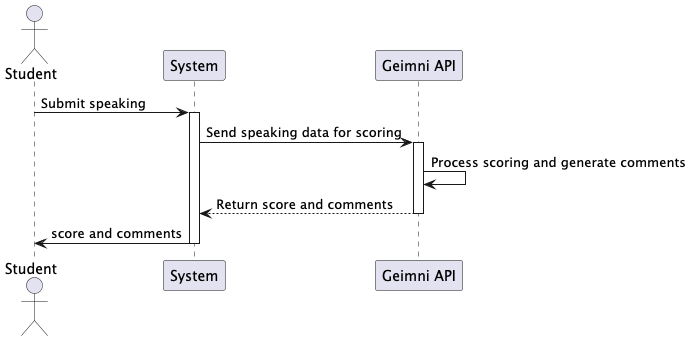 Student
System
Geimni API
Submit speaking
Send speaking data for scoring
Process scoring and generate comments
Return score and comments
score and comments
Student
System
Geimni API